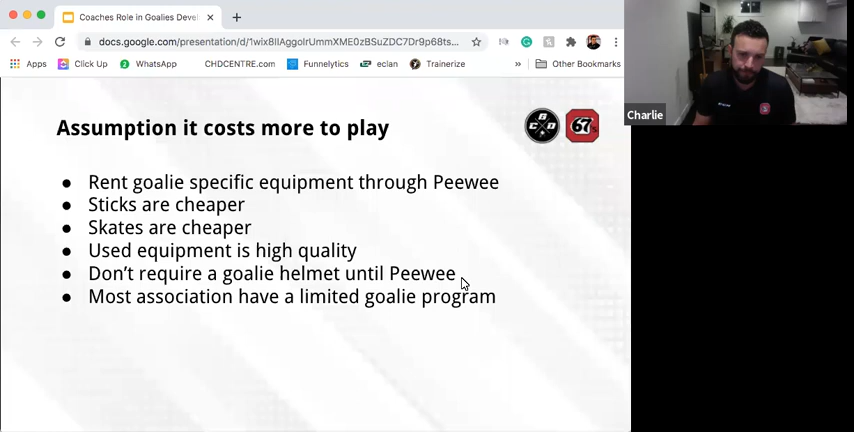 Coaches Role in Goalies Devel
docs.google.com/presentation/d/1wix8IIAggolrUmmXME0zBSuZDC7Dr9p68ts...
Apps Click Up WhatsApp CHDCENTRE.com Funnelytics eclan Trainerize » Other Bookmarks
Charlie
Assumption it costs more to play
67's
● Rent goalie specific equipment through Peewee
● Sticks are cheaper
● Skates are cheaper
● Used equipment is high quality
● Don't require a goalie helmet until Peewee
● Most association have a limited goalie program